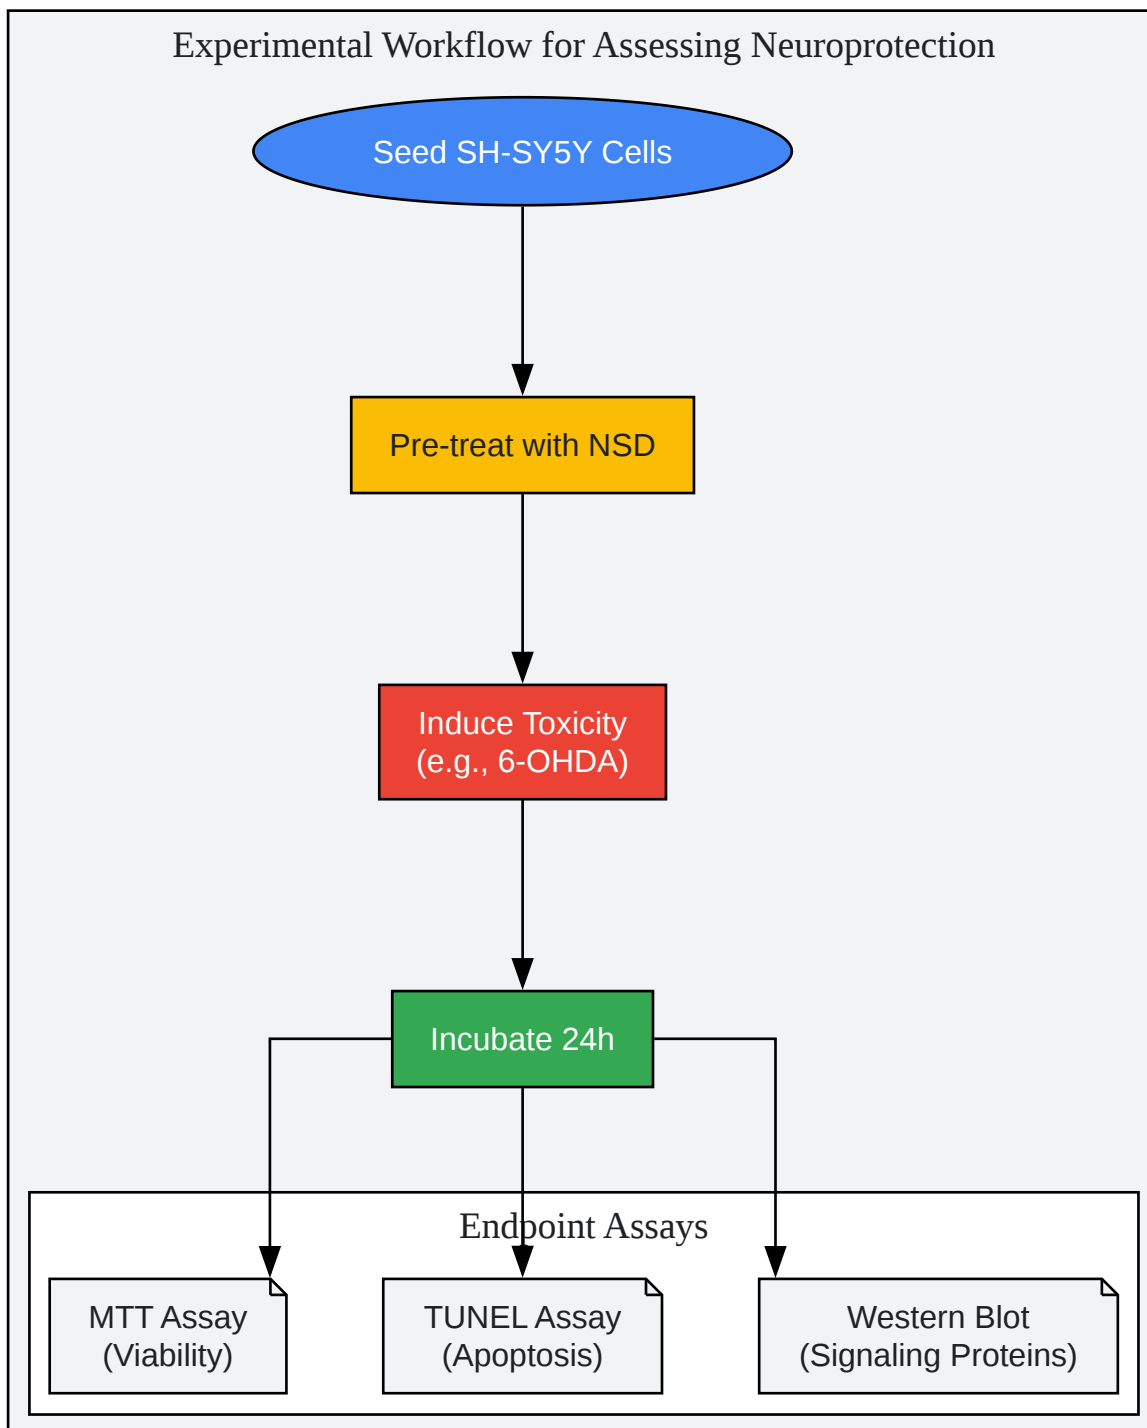 Experimental Workflow for Assessing Neuroprotection
Seed SH-SY5Y Cells
Pre-treat with NSD
Induce Toxicity
(e.g., 6-OHDA)
Incubate 24h
Endpoint Assays
MTT Assay
(Viability)
TUNEL Assay
(Apoptosis)
Western Blot
(Signaling Proteins)